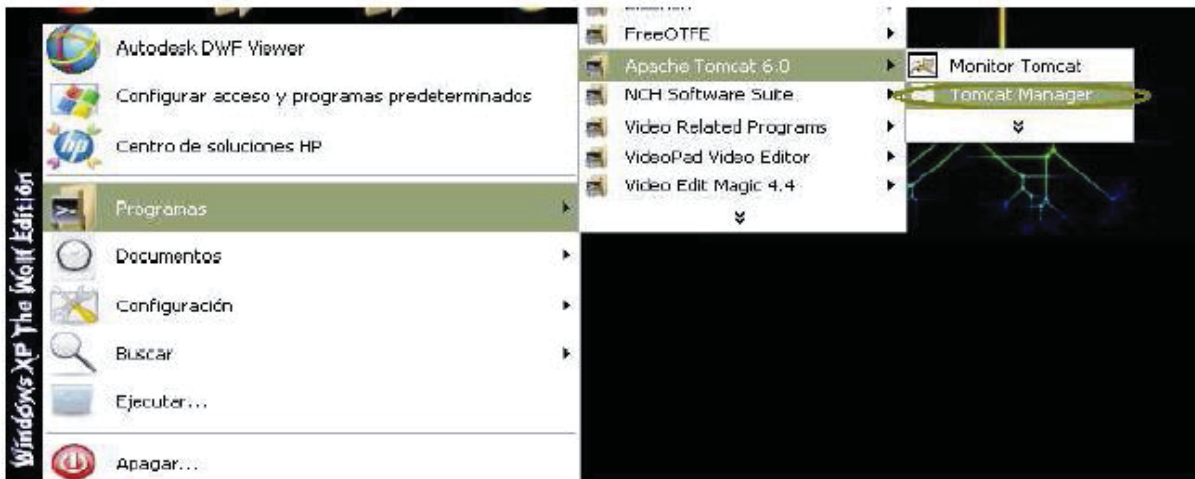 Autodesk DWF Viewer
Configurar acceso y programas predeterminados
Centro de soluciones HP
Programas
Documentos
Configuración
Buscar
Ejecutar...
Apagar...
Windows XP The Wolf Edition
FreeOTFE
Apache Tomcat 6.0
NCH Software Suite
Video Related Programs
VideoPad Video Editor
Video Edit Magic 4.4
Monitor Tomcat
Tomcat Manager